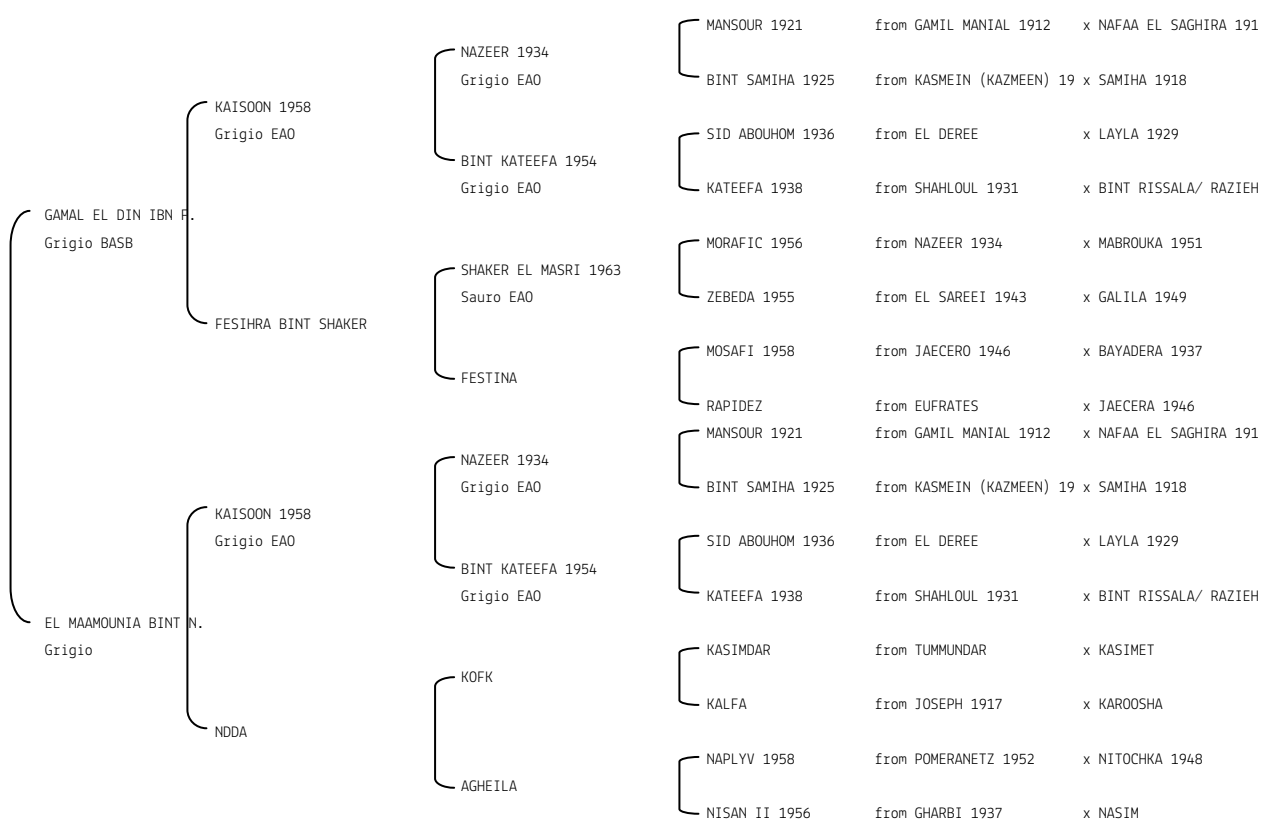 MANSOUR 1921 from GAMIL MANIAL 1912 x NAFAA EL SAGHIRA 191
NAZEER 1934
Grigio EAO
BINT SAMIHA 1925 from KASMEIN (KAZMEEN) 19 x SAMIHA 1918
KAISOON 1958
Grigio EAO
SID ABOUHOM 1936 from EL DEREE x LAYLA 1929
BINT KATEEFA 1954
Grigio EAO
KATEEFA 1938 from SHAHLOUL 1931 x BINT RISSALA/ RAZIEH
GAMAL EL DIN IBN F.
Grigio BASB
MORAFIC 1956 from NAZEER 1934 x MABROUKA 1951
SHAKER EL MASRI 1963
Sauro EAO
ZEBEDA 1955 from EL SAREEI 1943 x GALILA 1949
FESIHRA BINT SHAKER
MOSAFI 1958 from JAECERO 1946 x BAYADERA 1937
FESTINA
RAPIDEZ from EUFRATES x JAECERA 1946
MANSOUR 1921 from GAMIL MANIAL 1912 x NAFAA EL SAGHIRA 191
NAZEER 1934
Grigio EAO
BINT SAMIHA 1925 from KASMEIN (KAZMEEN) 19 x SAMIHA 1918
KAISOON 1958
Grigio EAO
SID ABOUHOM 1936 from EL DEREE x LAYLA 1929
BINT KATEEFA 1954
Grigio EAO
KATEEFA 1938 from SHAHLOUL 1931 x BINT RISSALA/ RAZIEH
EL MAAMOUNIA BINT N.
Grigio
KASIMDAR from TUMMUNDAR x KASIMET
KOFK
KALFA from JOSEPH 1917 x KAROOSHA
NDDA
NAPLYV 1958 from POMERANETZ 1952 x NITOCHKA 1948
AGHEILA
NISAN II 1956 from GHARBI 1937 x NASIM